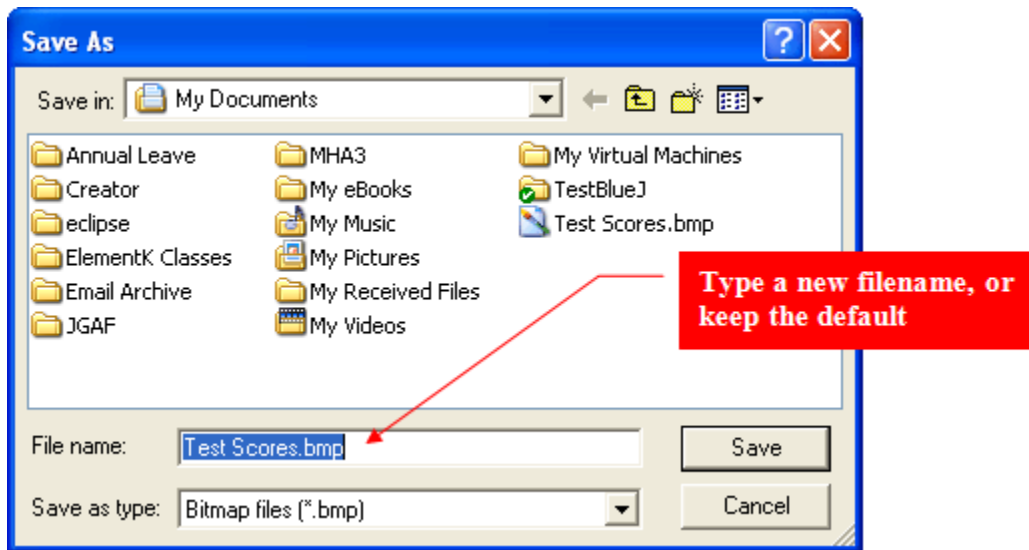 Save As
Save in: My Documents
Annual Leave
Creator
eclipse
ElementK Classes
Email Archive
JGAF
MHA3
My eBooks
My Music
My Pictures
My Received Files
My Videos
My Virtual Machines
TestBlueJ
Test Scores.bmp
Type a new filename, or
keep the default
File name: Test Scores.bmp
Save
Save as type: Bitmap files (*.bmp)
Cancel